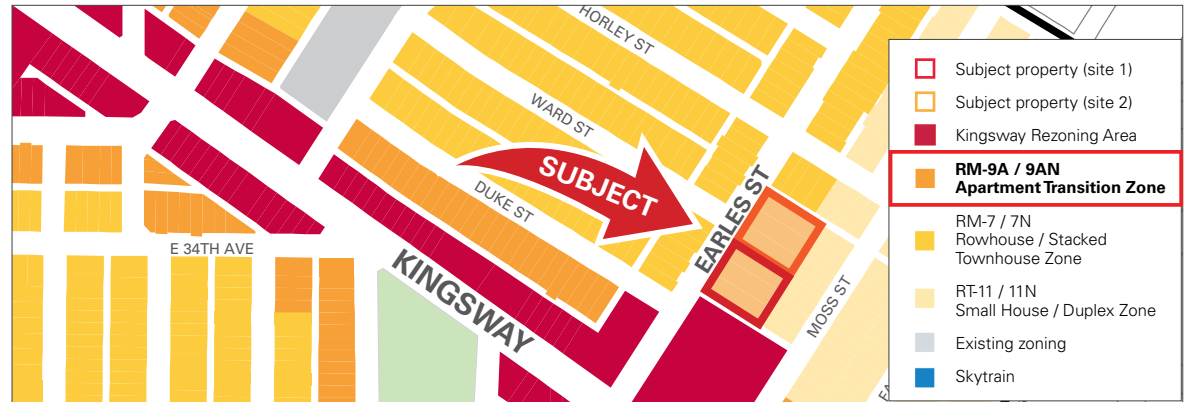 HORLEY ST
WARD ST
DUKE ST
SUBJECT
EARLES ST
MOSS ST
E 34TH AVE
KINGSWAY
Subject property (site 1)
Subject property (site 2)
Kingsway Rezoning Area
RM-9A / 9AN
Apartment Transition Zone
RM-7 / 7N
Rowhouse / Stacked
Townhouse Zone
RT-11 / 11N
Small House / Duplex Zone
Existing zoning
Skytrain